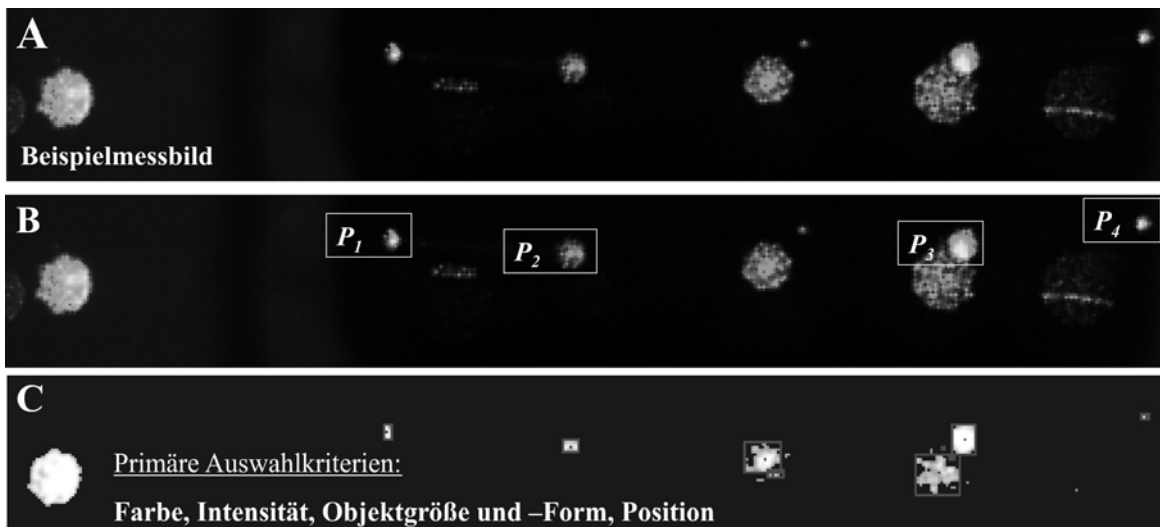 A
Beispielmessbild
B
P1
P2
P3
P4
C
Primäre Auswahlkriterien:
Farbe, Intensität, Objektgröße und –Form, Position